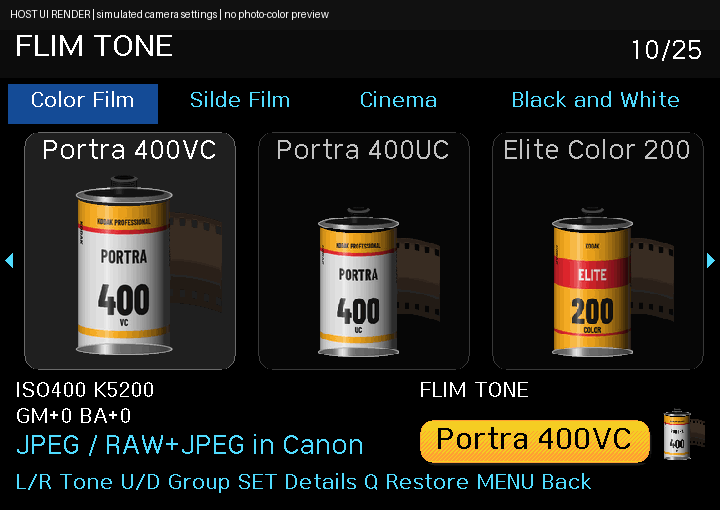 HOST UI RENDER | simulated camera settings | no photo-color preview
FLIM TONE
10/25
Color Film
Silde Film
Cinema
Black and White
Portra 400VC
Portra 400UC
Elite Color 200
KODAK PROFESSIONAL
PORTRA
400
VC
KODAK PROFESSIONAL
PORTRA
400
UC
KODAK
ELITE
200
COLOR
ISO400 K5200
FLIM TONE
GM+0 BA+0
JPEG / RAW+JPEG in Canon
Portra 400VC
PORTRA
400
L/R Tone U/D Group SET Details Q Restore MENU Back